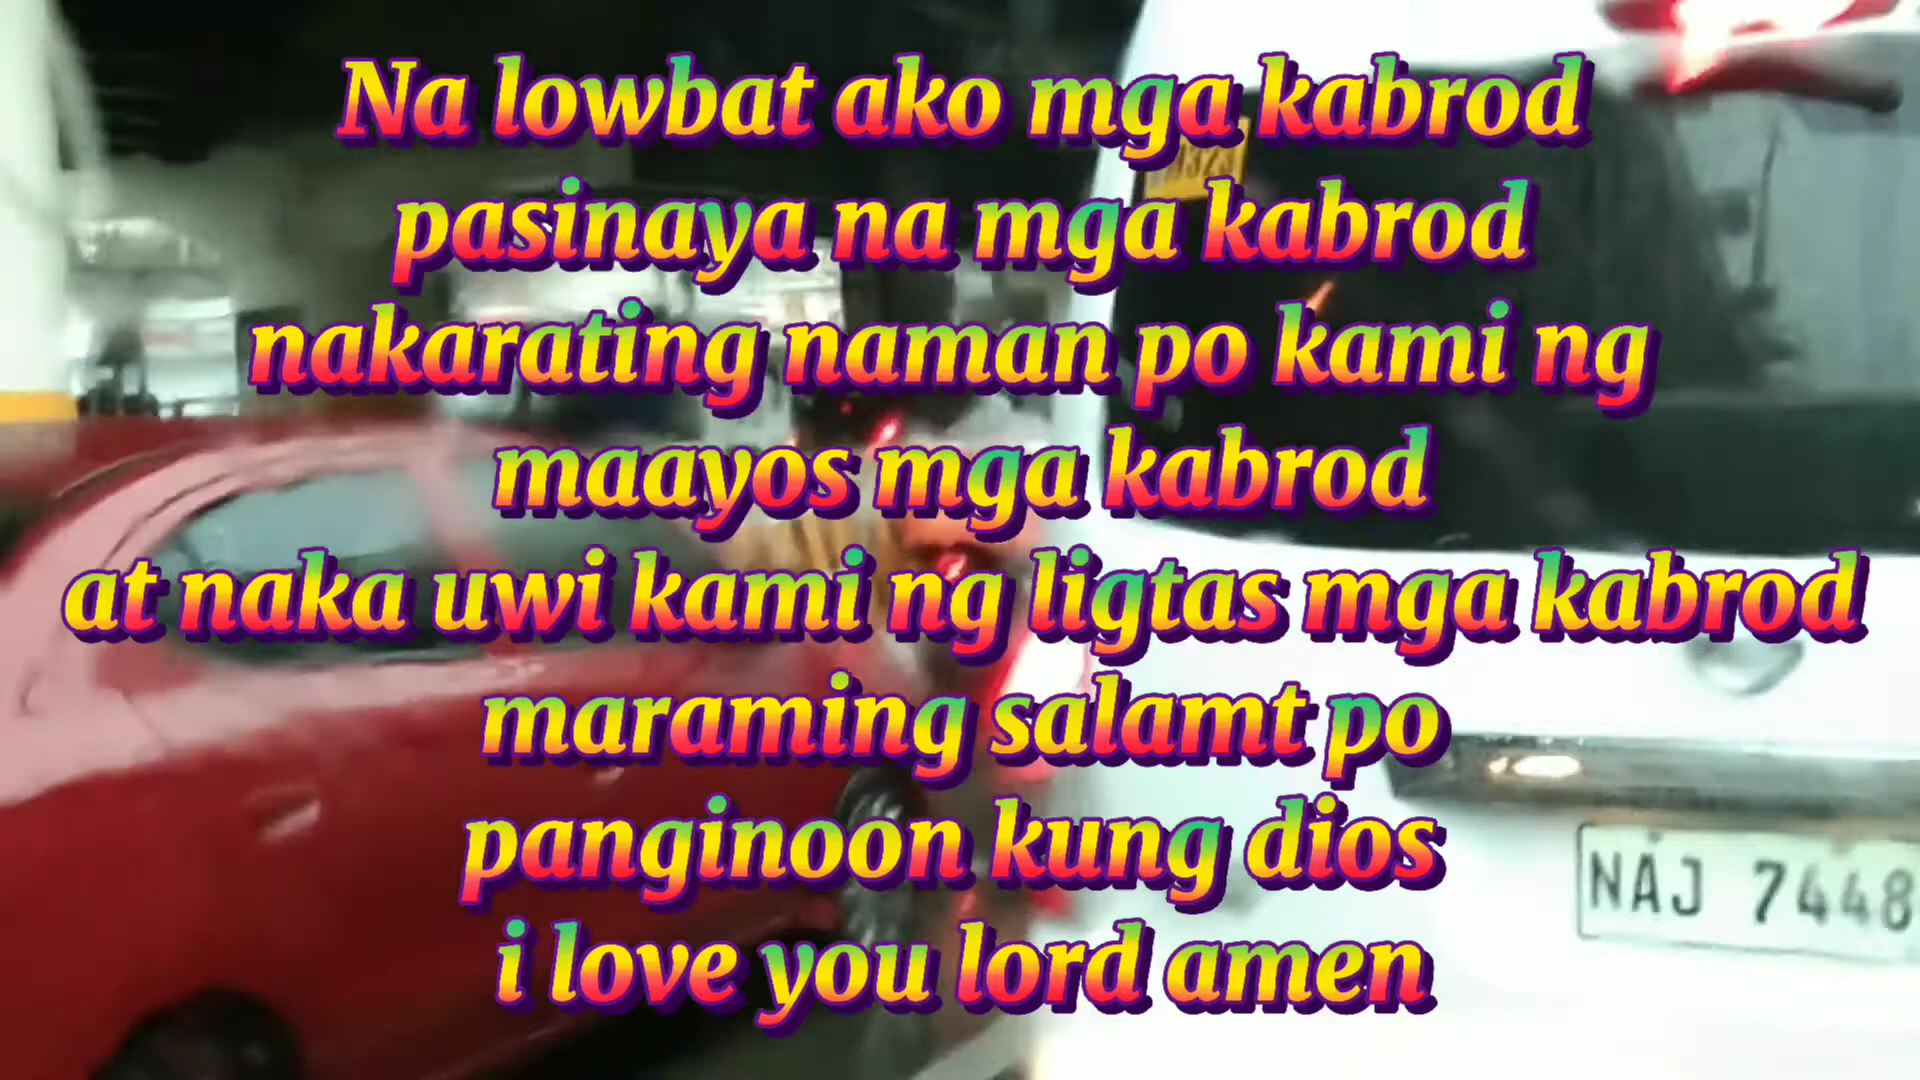 Na lowbat ako mga kabrod
pasinaya na mga kabrod
nakarating naman po kami ng
maayos mga kabrod
at naka uwi kami ng ligtas mga kabrod
maraming salamt po
panginoon kung dios
i love you lord amen
NAJ 7448